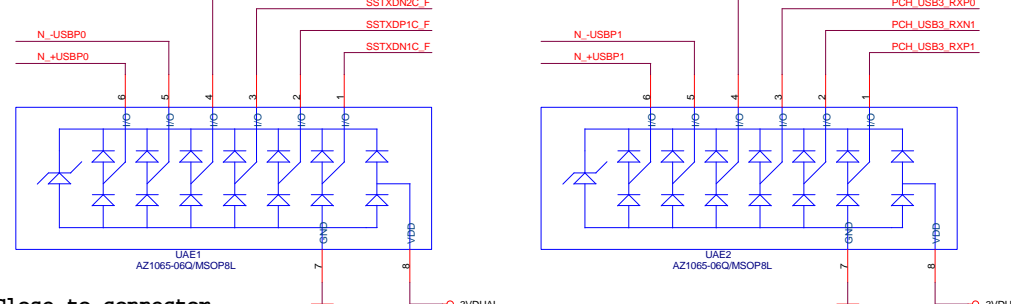 SSTXDN2C_F
PCH_USB3_RXP0
SSTXDP1C_F
PCH_USB3_RXN1
N_-USBP0
SSTXDN1C_F
N_-USBP1
PCH_USB3_RXP1
N_+USBP0
N_+USBP1
6 5 4 3 2 1
6 5 4 3 2 1
I/O I/O I/O I/O I/O I/O
I/O I/O I/O I/O I/O I/O
GND VDD
GND VDD
UAE1
AZ1065-06Q/MSOP8L
UAE2
AZ1065-06Q/MSOP8L
7 8
7 8
Close to connector